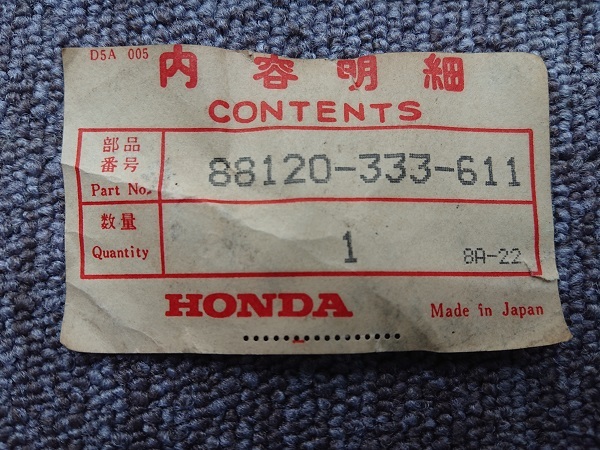 D5A 005
内容明細
CONTENTS
部品
番号
Part No.
88120-333-611
数量
Quantity
1
8A-22
HONDA
Made in Japan